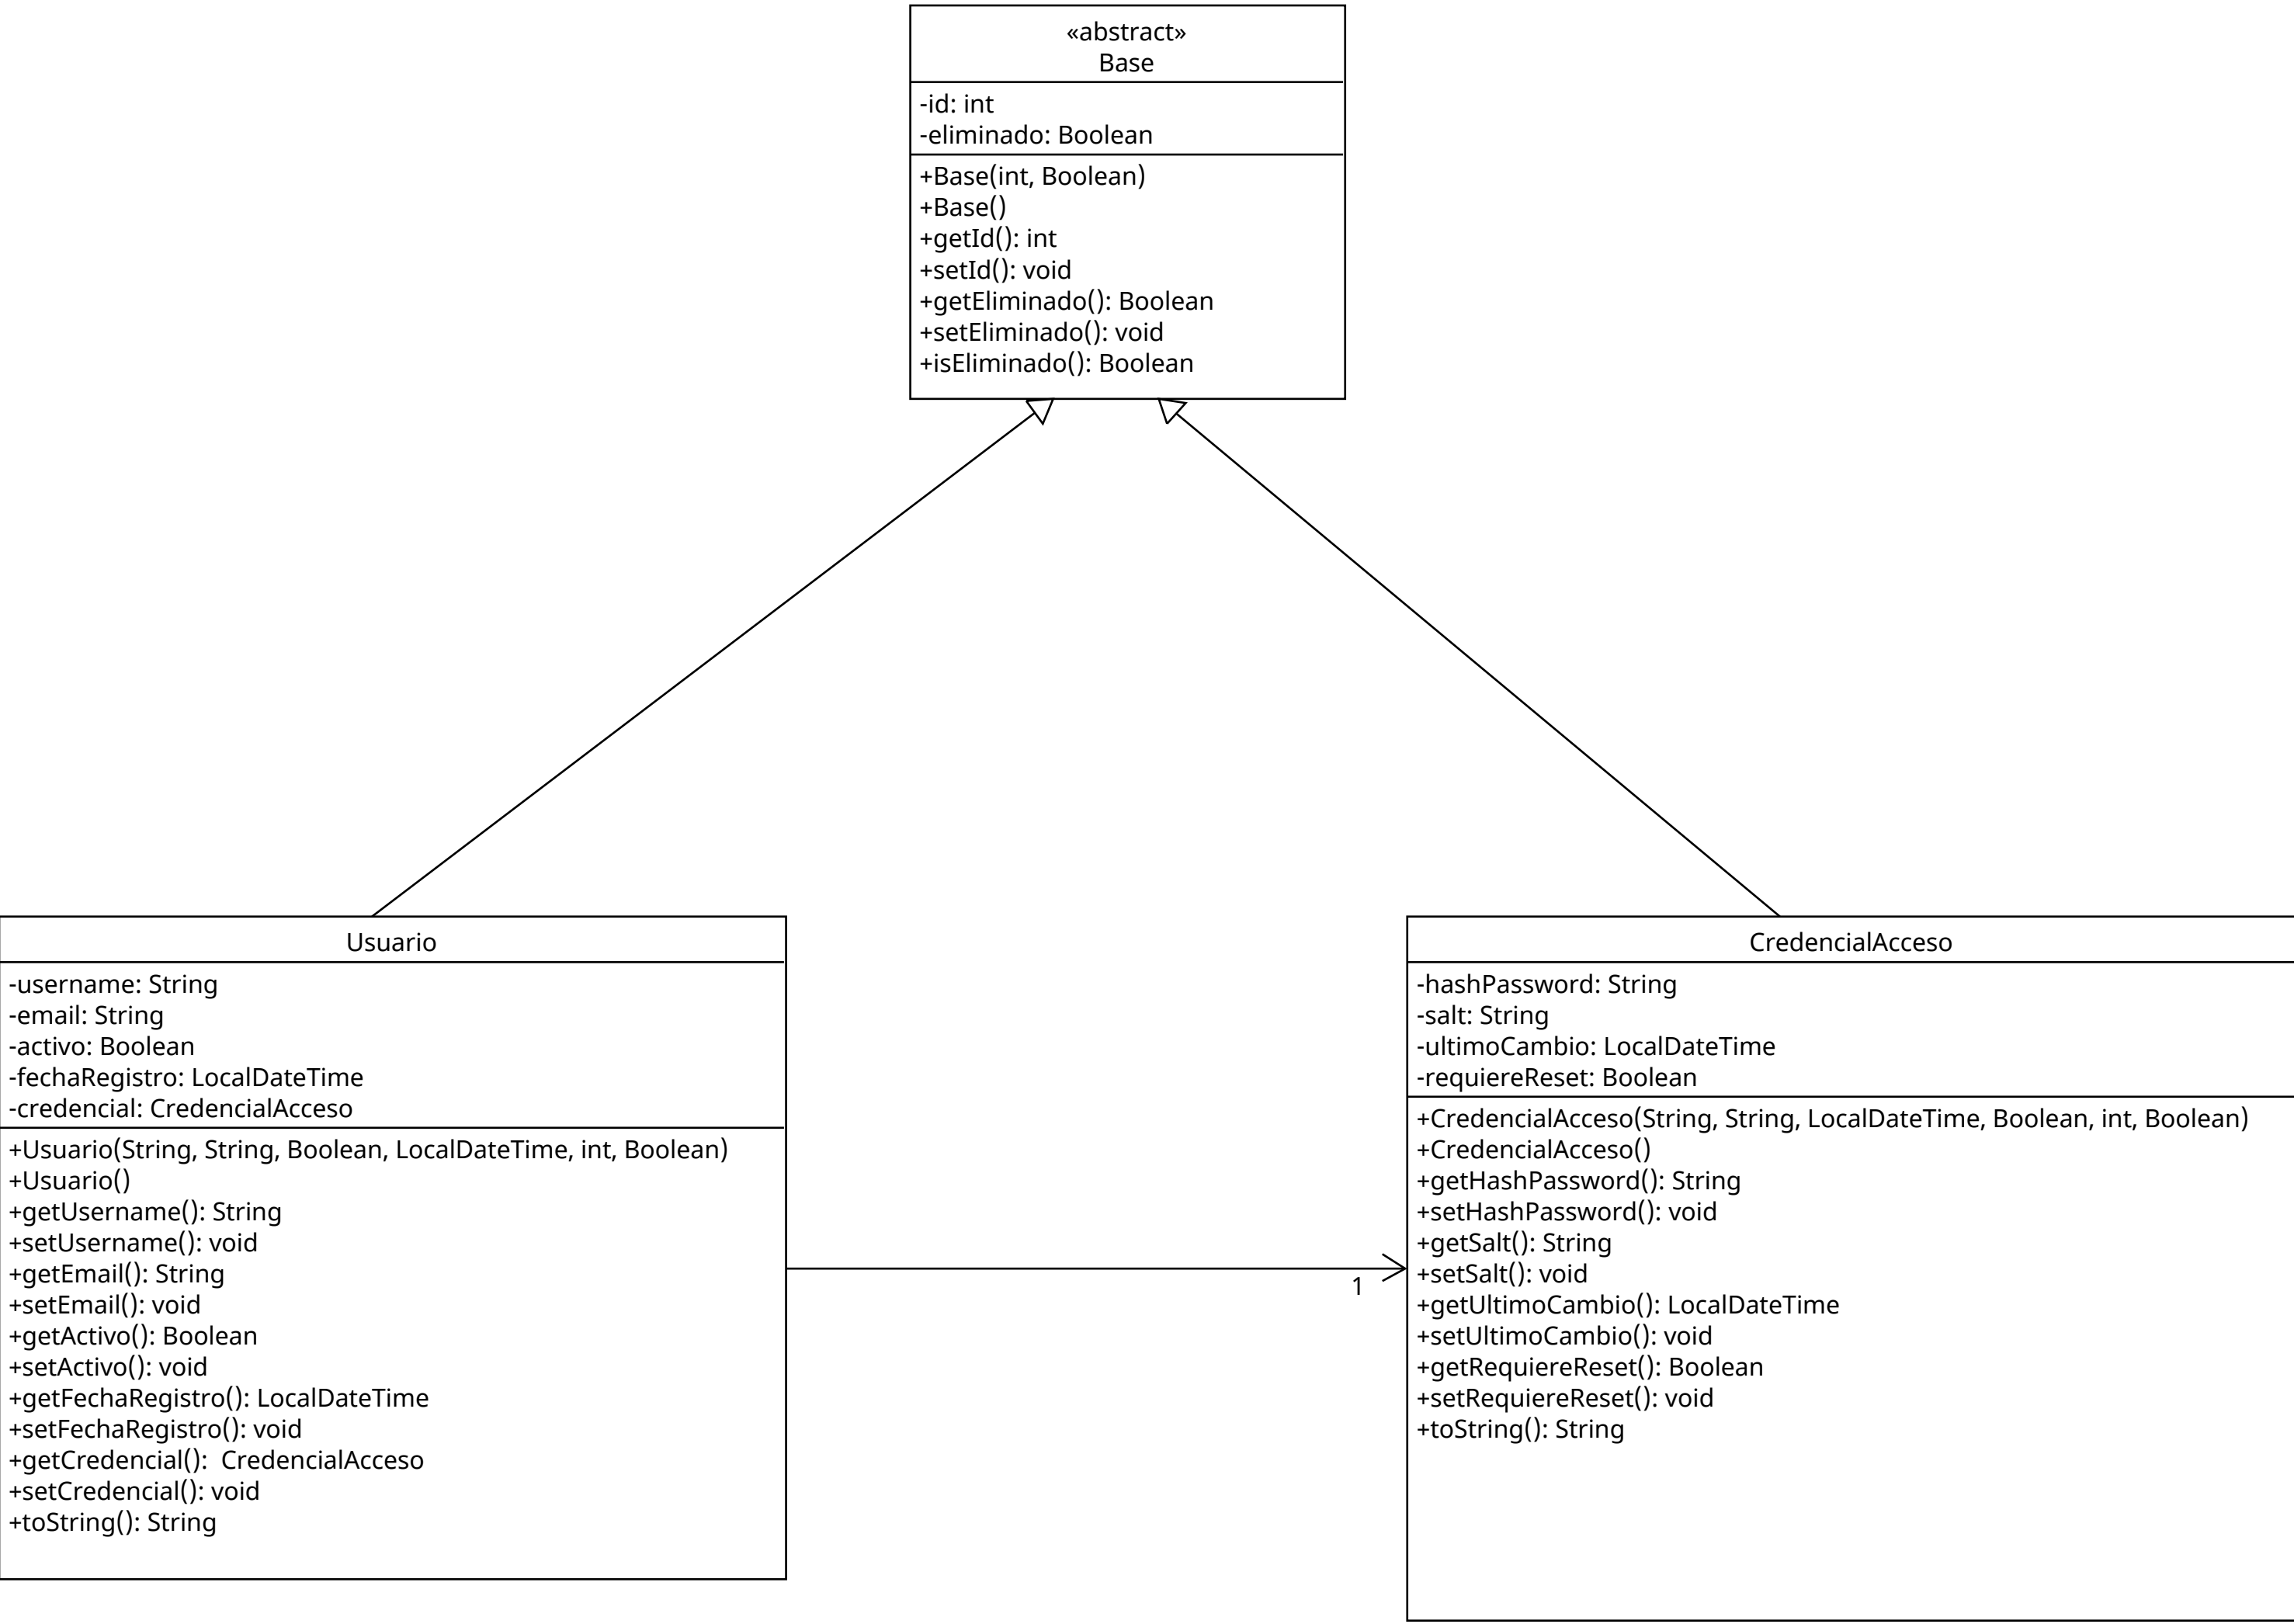 «abstract»
Base
-id: int
-eliminado: Boolean
+Base(int, Boolean)
+Base()
+getId(): int
+setId(): void
+getEliminado(): Boolean
+setEliminado(): void
+isEliminado(): Boolean
Usuario
-username: String
-email: String
-activo: Boolean
-fechaRegistro: LocalDateTime
-credencial: CredencialAcceso
+Usuario(String, String, Boolean, LocalDateTime, int, Boolean)
+Usuario()
+getUsername(): String
+setUsername(): void
+getEmail(): String
+setEmail(): void
+getActivo(): Boolean
+setActivo(): void
+getFechaRegistro(): LocalDateTime
+setFechaRegistro(): void
+getCredencial():  CredencialAcceso
+setCredencial(): void
+toString(): String
1
CredencialAcceso
-hashPassword: String
-salt: String
-ultimoCambio: LocalDateTime
-requiereReset: Boolean
+CredencialAcceso(String, String, LocalDateTime, Boolean, int, Boolean)
+CredencialAcceso()
+getHashPassword(): String
+setHashPassword(): void
+getSalt(): String
+setSalt(): void
+getUltimoCambio(): LocalDateTime
+setUltimoCambio(): void
+getRequiereReset(): Boolean
+setRequiereReset(): void
+toString(): String